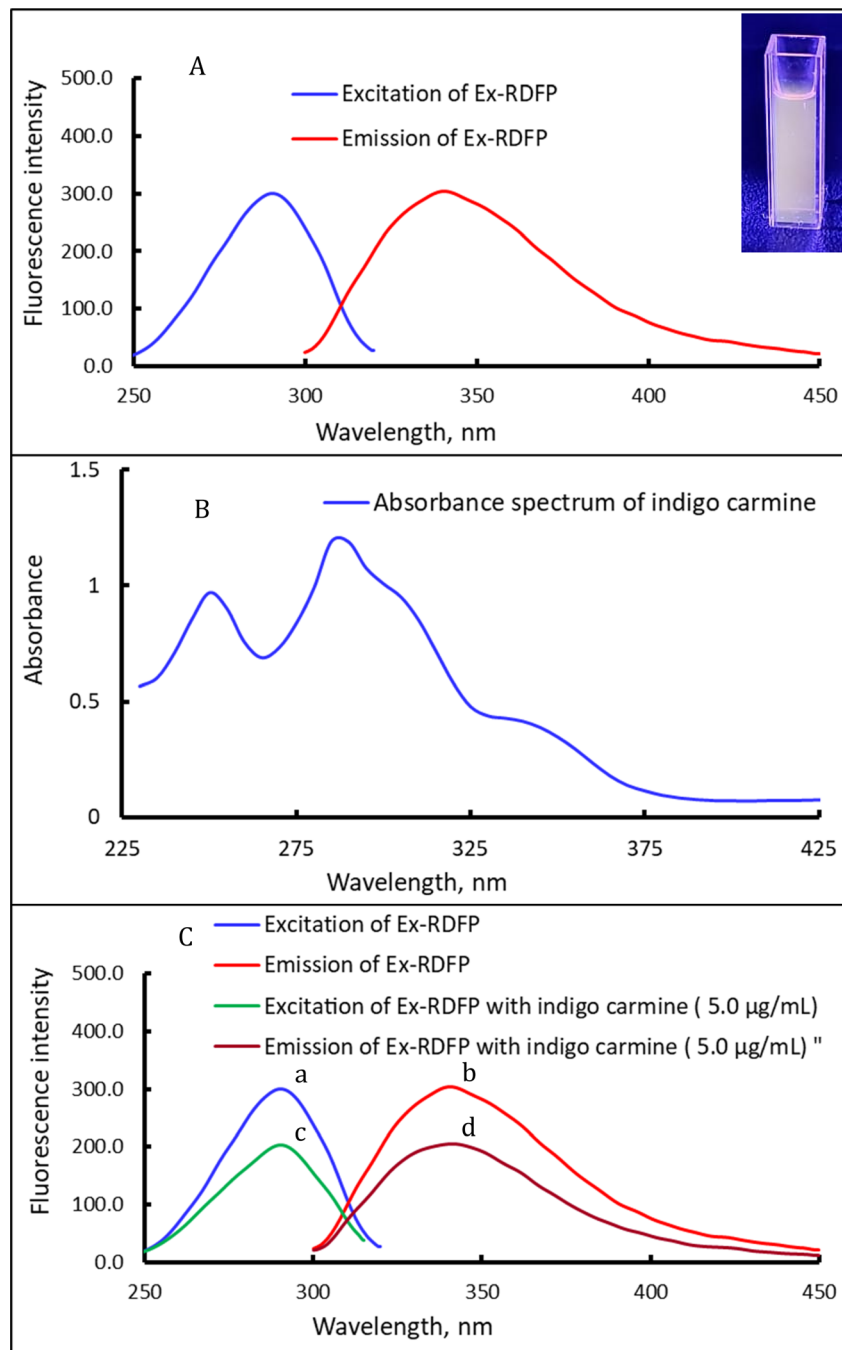 A
Excitation of Ex-RDFP
Emission of Ex-RDFP
Fluorescence intensity
500.0
400.0
300.0
200.0
100.0
0.0
250 300 350 400 450
Wavelength, nm
B
Absorbance spectrum of indigo carmine
Absorbance
1.5
1
0.5
0
225 275 325 375 425
Wavelength, nm
C
Excitation of Ex-RDFP
Emission of Ex-RDFP
Excitation of Ex-RDFP with indigo carmine ( 5.0 µg/mL)
Emission of Ex-RDFP with indigo carmine ( 5.0 µg/mL) "
Fluorescence intensity
500.0
400.0
300.0
200.0
100.0
0.0
a
b
c
d
250 300 350 400 450
Wavelength, nm